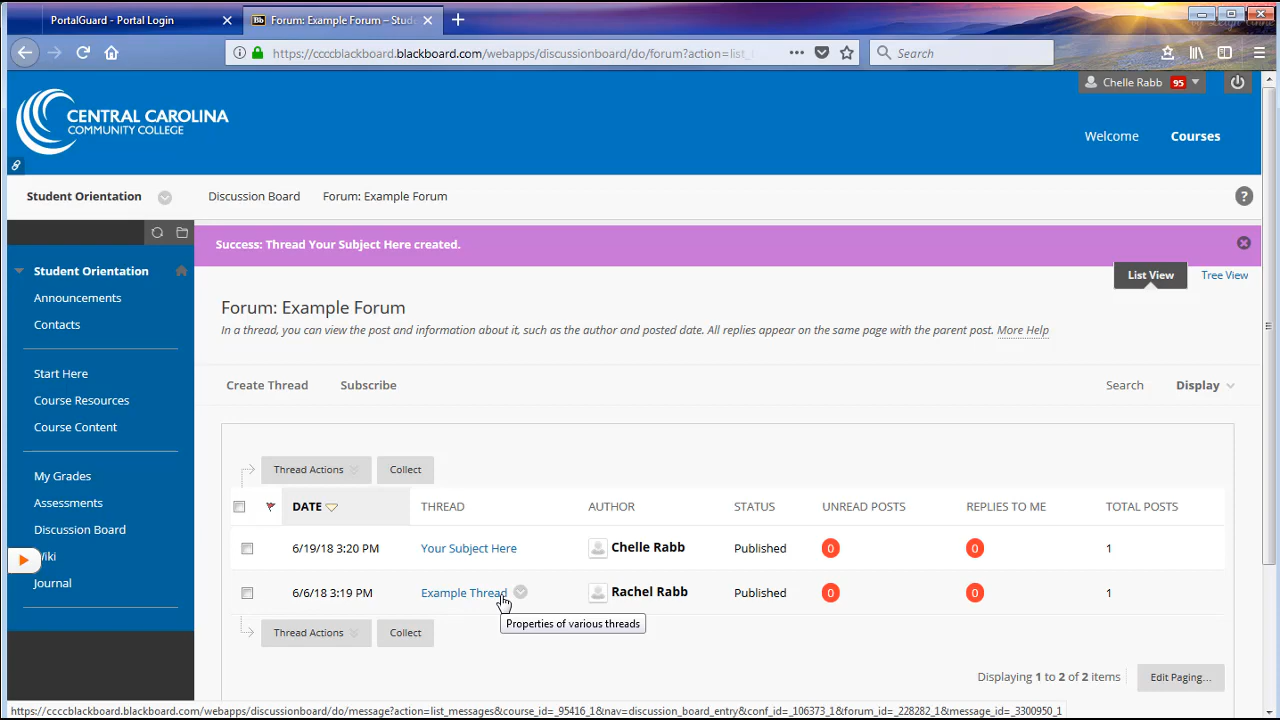 PortalGuard - Portal Login
Forum: Example Forum – Stude
https://ccccblackboard.blackboard.com/webapps/discussionboard/do/forum?action=list_
Search
Chelle Rabb 95
CENTRAL CAROLINA
COMMUNITY COLLEGE
Welcome
Courses
Student Orientation
Discussion Board
Forum: Example Forum
Success: Thread Your Subject Here created.
List View
Tree View
Student Orientation
Announcements
Contacts
Start Here
Course Resources
Course Content
My Grades
Assessments
Discussion Board
Wiki
Journal
Forum: Example Forum
In a thread, you can view the post and information about it, such as the author and posted date. All replies appear on the same page with the parent post. More Help
Create Thread
Subscribe
Search
Display
Thread Actions
Collect
DATE THREAD AUTHOR STATUS UNREAD POSTS REPLIES TO ME TOTAL POSTS
6/19/18 3:20 PM Your Subject Here Chelle Rabb Published 0 0 1
6/6/18 3:19 PM Example Thread Rachel Rabb Published 0 0 1
Properties of various threads
Thread Actions
Collect
Displaying 1 to 2 of 2 items
Edit Paging...
https://ccccblackboard.blackboard.com/webapps/discussionboard/do/message?action=list_messages&course_id=_95416_1&nav=discussion_board_entry&conf_id=_106373_1&forum_id=_228282_1&message_id=_3300950_1